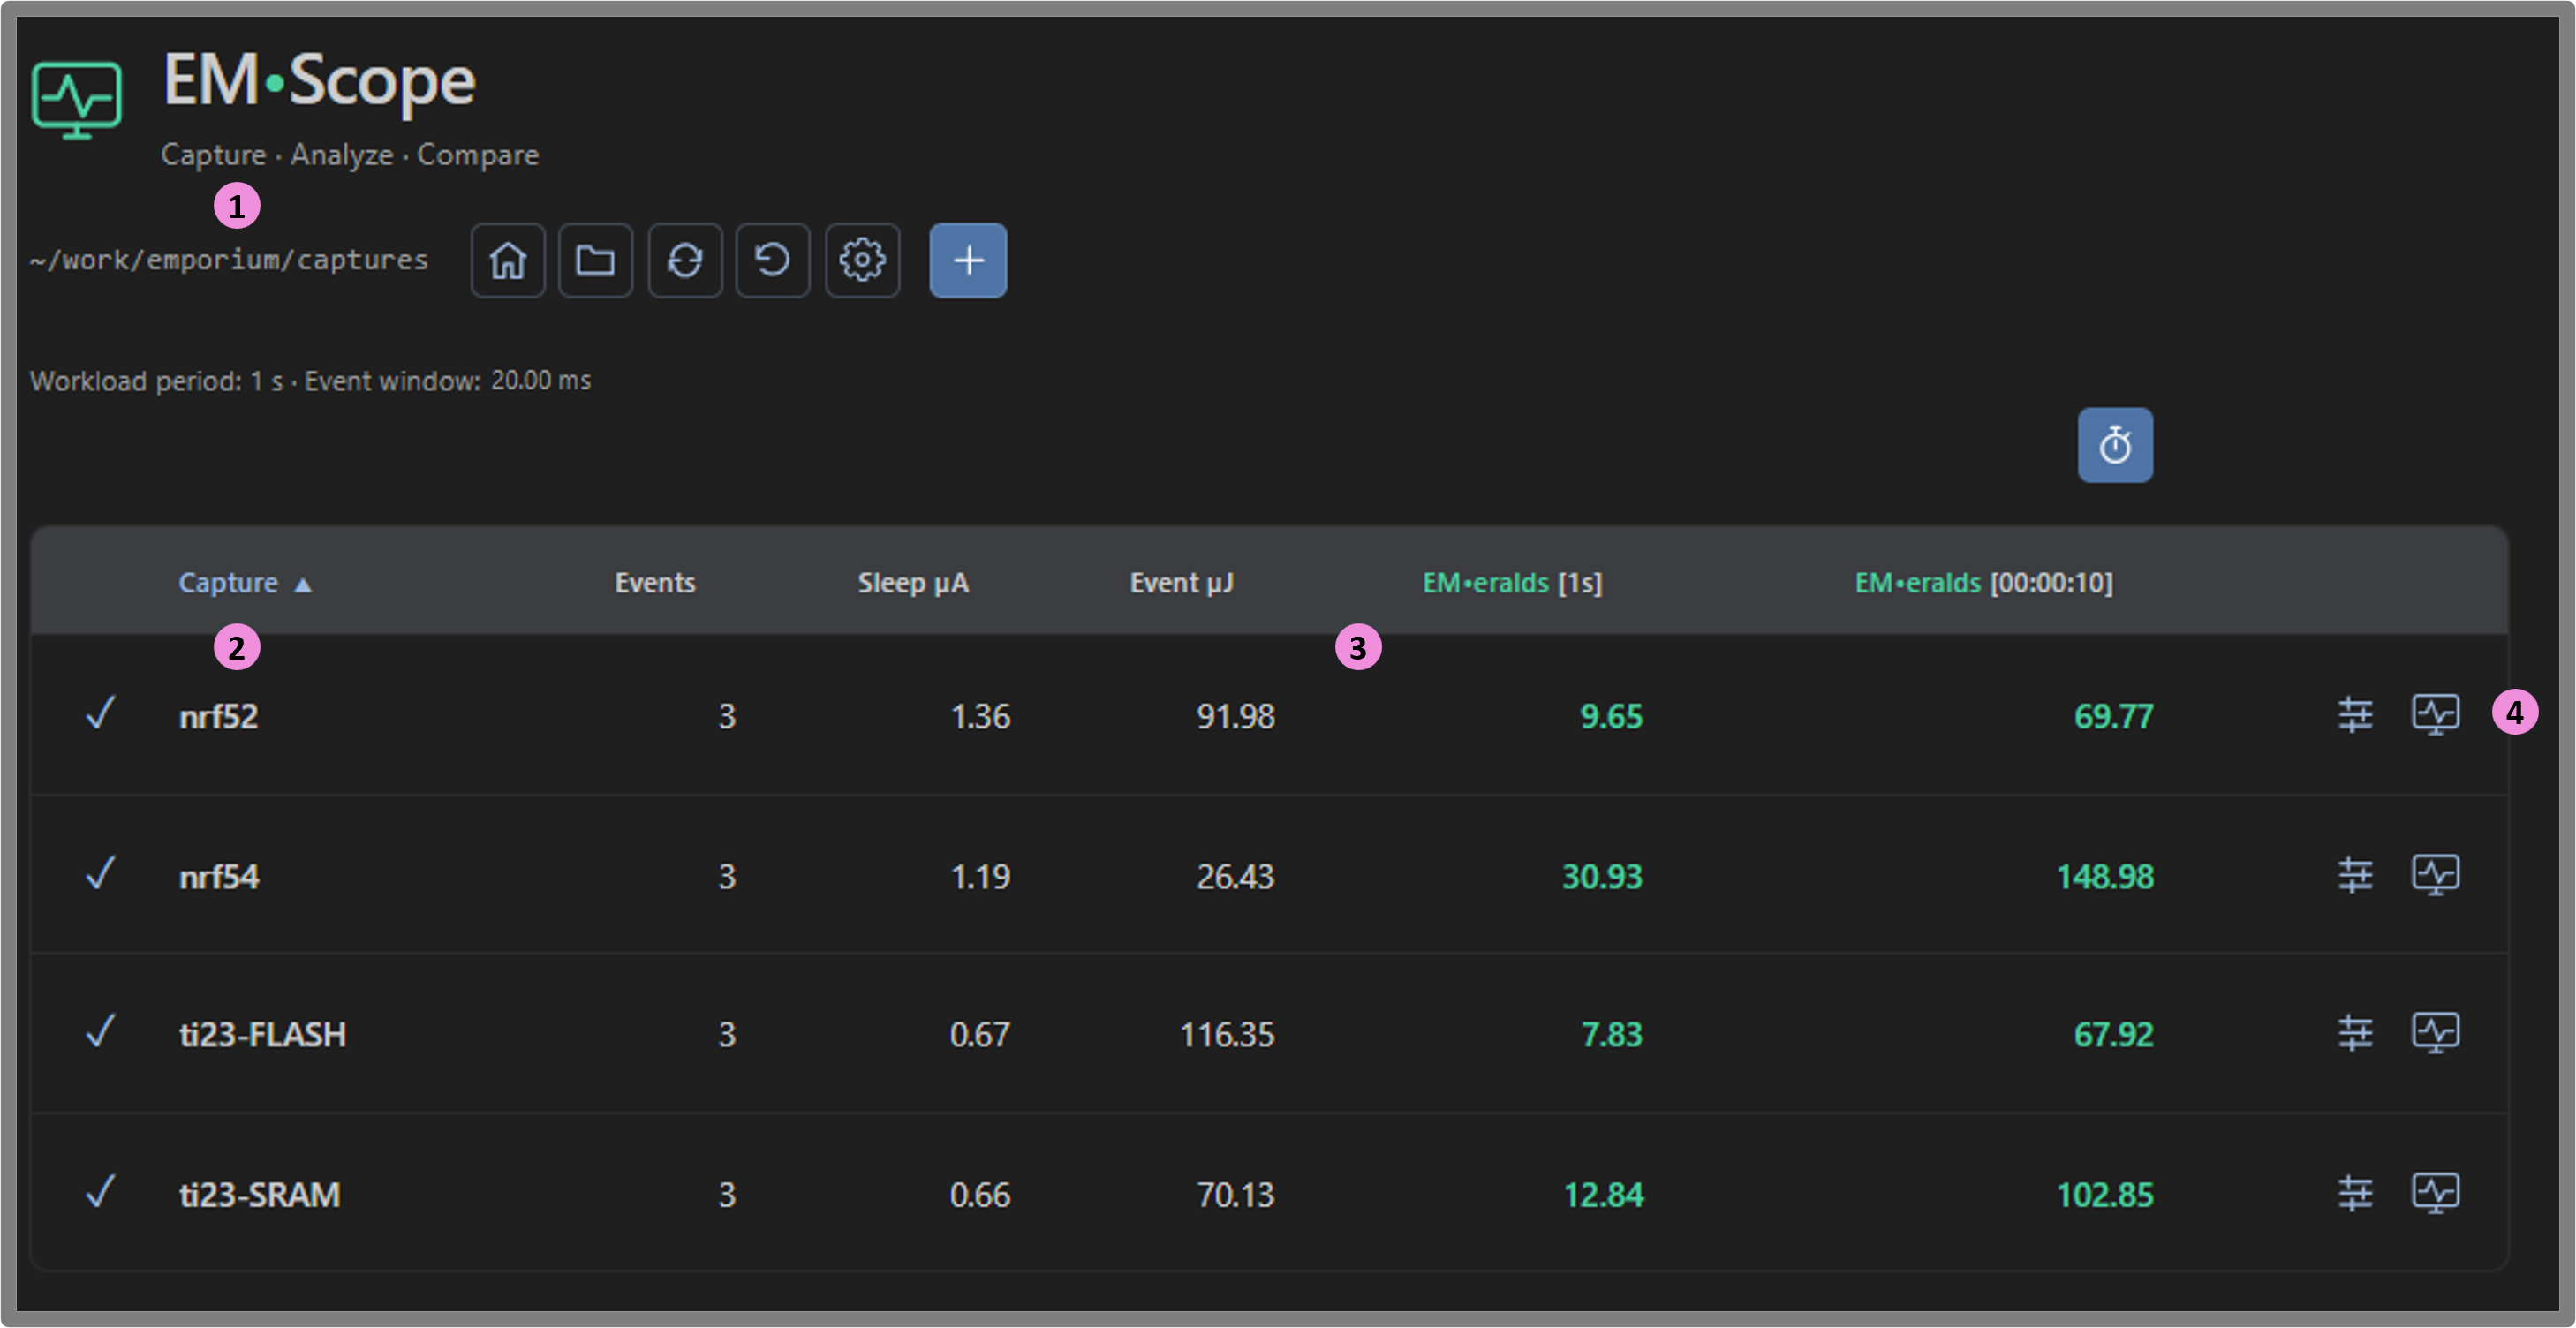 EM•Scope
Capture · Analyze · Compare
1
~/work/emporium/captures
Workload period: 1 s · Event window: 20.00 ms
Capture ▲ Events Sleep µA Event µJ EM•eralds [1s] EM•eralds [00:00:10]
2 3
nrf52 3 1.36 91.98 9.65 69.77 4
nrf54 3 1.19 26.43 30.93 148.98
ti23-FLASH 3 0.67 116.35 7.83 67.92
ti23-SRAM 3 0.66 70.13 12.84 102.85